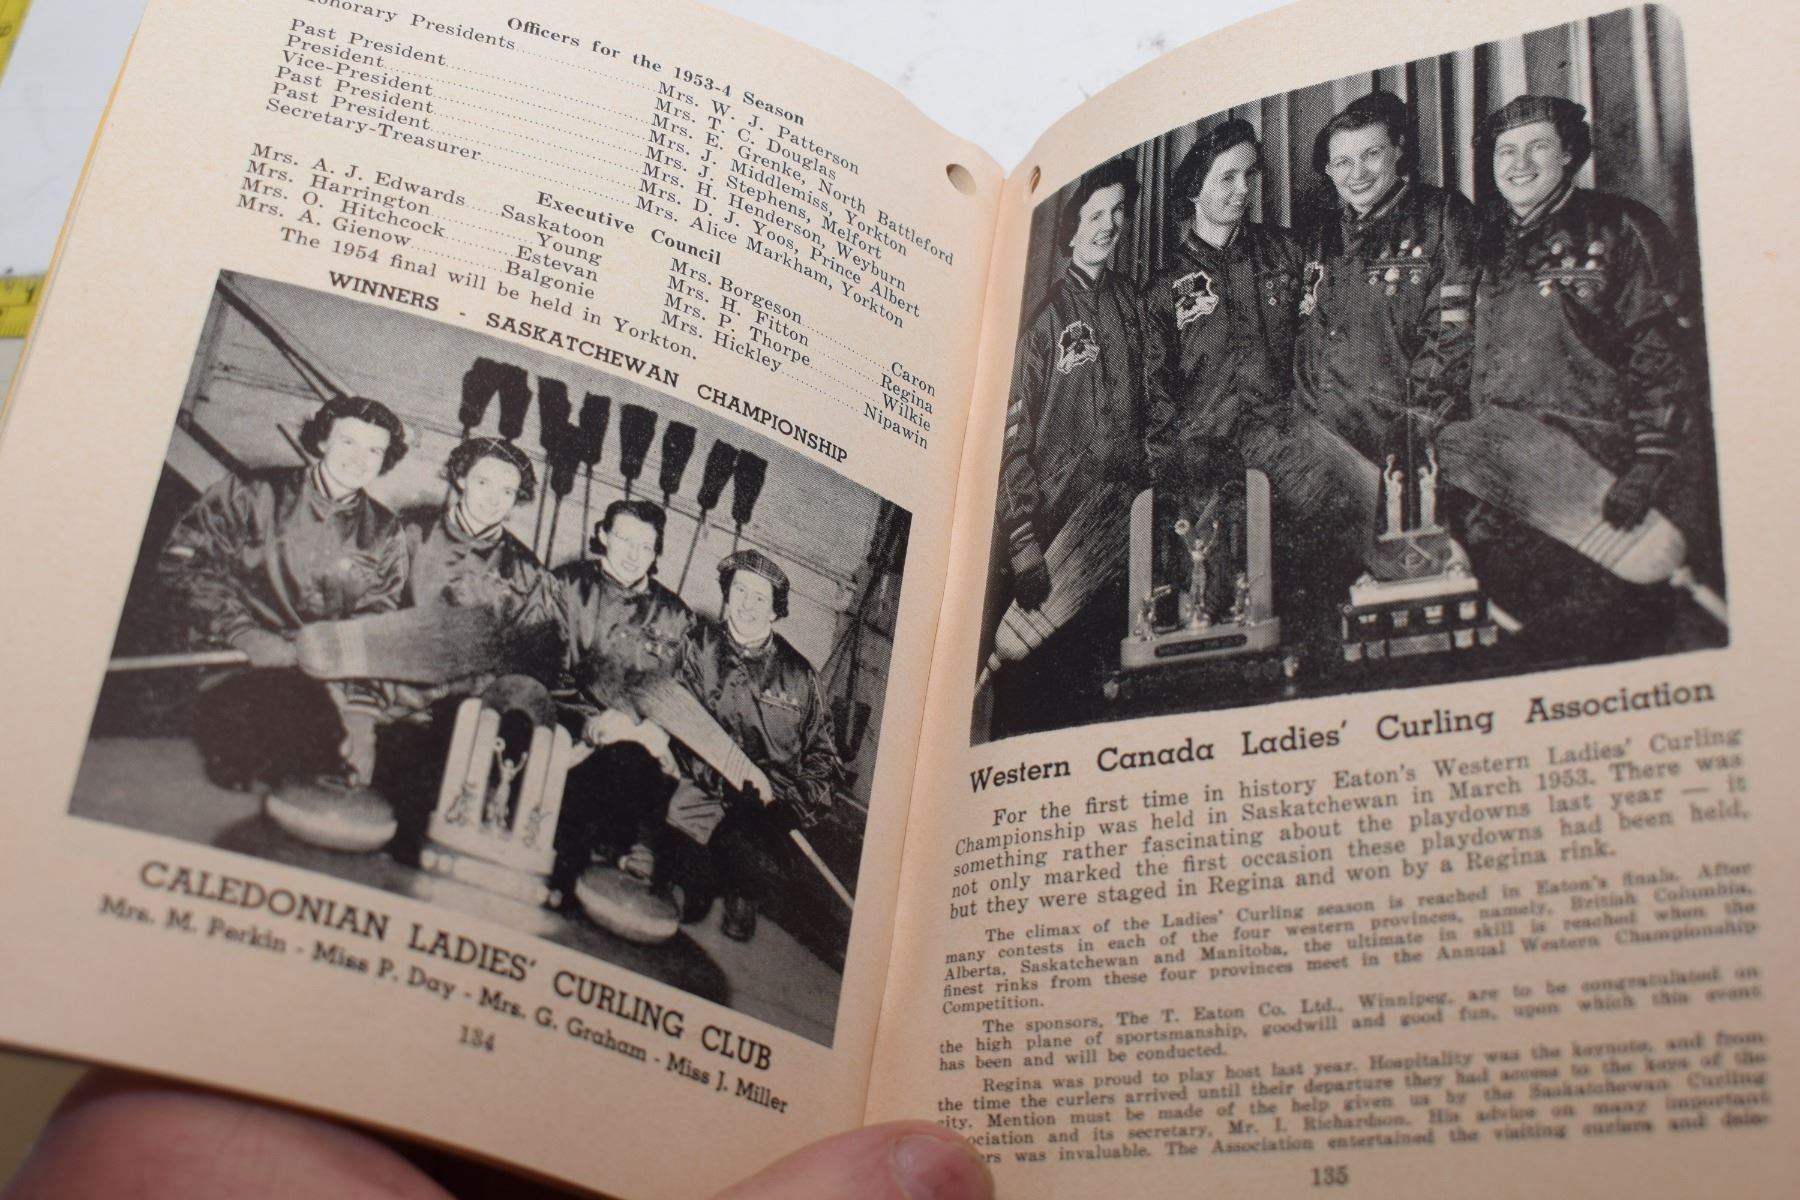 Officers for the 1953-4 Season
Honorary Presidents Mrs. W. J. Patterson
Mrs. T. C. Douglas
Past President Mrs. E. Grenke, North Battleford
President Mrs. J. Middlemiss, Yorkton
Vice-President Mrs. J. Stephens, Melfort
Past President Mrs. H. Henderson, Weyburn
Past President Mrs. D. J. Yoos, Prince Albert
Secretary-Treasurer Mrs. Alice Markham, Yorkton
Executive Council
Mrs. A. J. Edwards Saskatoon
Mrs. Harrington Young
Mrs. O. Hitchcock Estevan
Mrs. A. Gienow Balgonie
Mrs. Borgeson Caron
Mrs. H. Fitton Regina
Mrs. P. Thorpe Wilkie
Mrs. Hickley Nipawin
The 1954 final will be held in Yorkton.
WINNERS - SASKATCHEWAN CHAMPIONSHIP
CALEDONIAN LADIES' CURLING CLUB
Mrs. M. Perkin - Miss P. Day - Mrs. G. Graham - Miss J. Miller
134
Western Canada Ladies' Curling Association
For the first time in history Eaton's Western Ladies' Curling
Championship was held in Saskatchewan in March 1953. There was
something rather fascinating about the playdowns last year — it
not only marked the first occasion these playdowns had been held,
but they were staged in Regina and won by a Regina rink.
The climax of the Ladies' Curling season is reached in Eaton's finals. After
many contests in each of the four western provinces, namely, British Columbia,
Alberta, Saskatchewan and Manitoba, the ultimate in skill is reached when the
finest rinks from these four provinces meet in the Annual Western Championship
Competition.
The sponsors, The T. Eaton Co. Ltd., Winnipeg, are to be congratulated on
the high plane of sportsmanship, goodwill and good fun, upon which this event
has been and will be conducted.
Regina was proud to play host last year. Hospitality was the keynote, and from
the time the curlers arrived until their departure they had access to the keys of the
city. Mention must be made of the help given us by the Saskatchewan Curling
ociation and its secretary, Mr. I. Richardson. His advice on many important
ers was invaluable. The Association entertained the visiting curlers and dele-
135